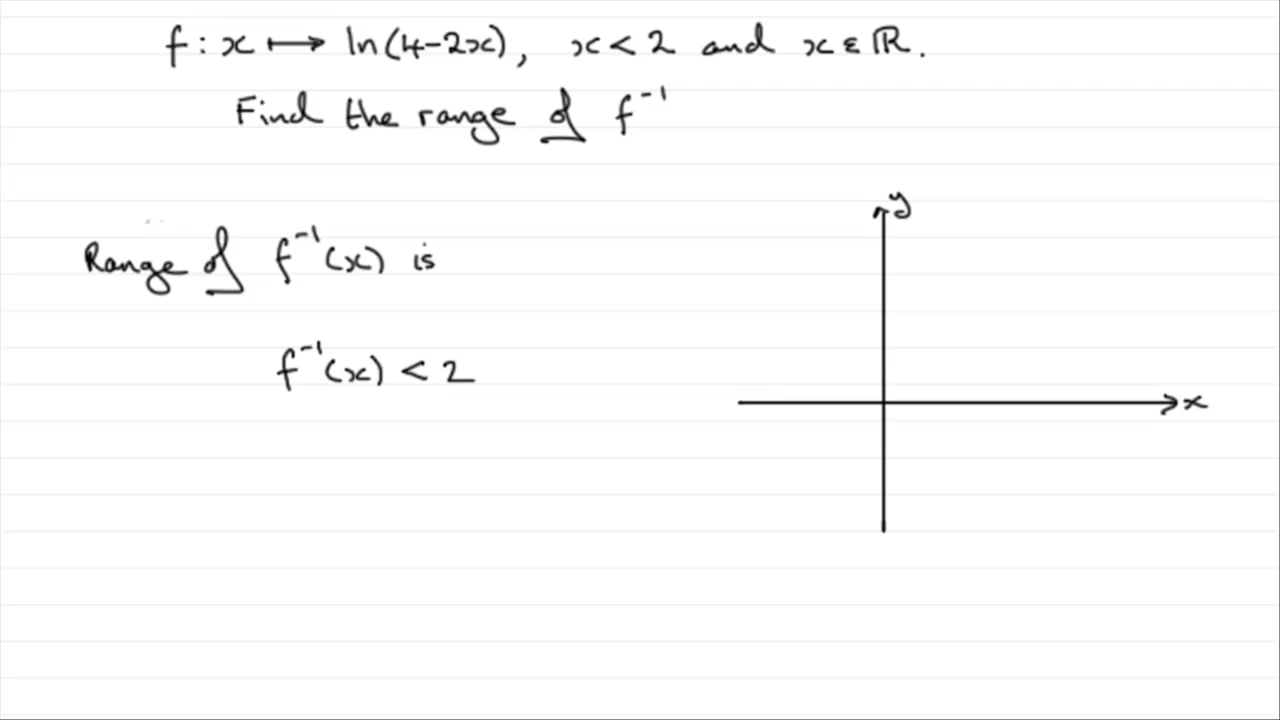 f : x ↦ ln(4-2x), x < 2 and x ∈ ℝ.
Find the range of f⁻¹
y
Range of f⁻¹(x) is
f⁻¹(x) < 2
x